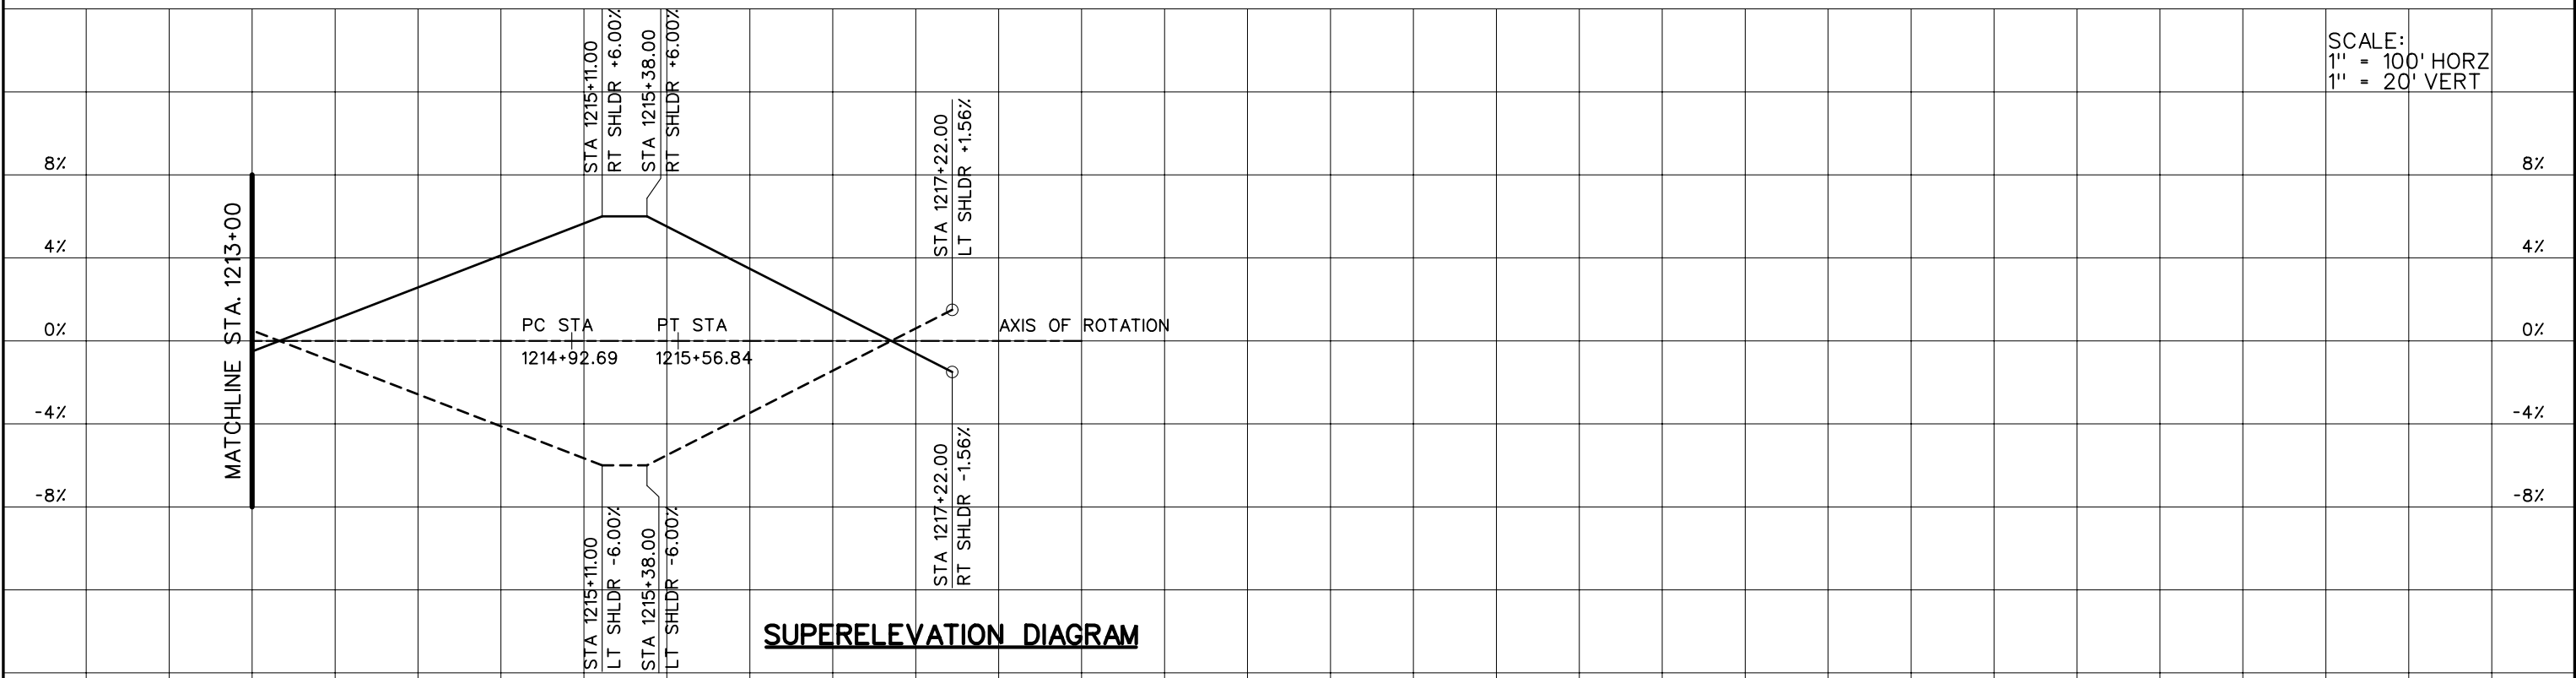 SCALE:
1" = 100' HORZ
1" = 20' VERT
STA 1215+11.00
RT SHLDR +6.00%
STA 1215+38.00
RT SHLDR +6.00%
STA 1217+22.00
LT SHLDR +1.56%
8%
8%
4%
4%
0%
0%
-4%
-4%
-8%
-8%
MATCHLINE STA. 1213+00
PC STA
1214+92.69
PT STA
1215+56.84
AXIS OF ROTATION
STA 1215+11.00
LT SHLDR -6.00%
STA 1215+38.00
LT SHLDR -6.00%
STA 1217+22.00
RT SHLDR -1.56%
SUPERELEVATION DIAGRAM